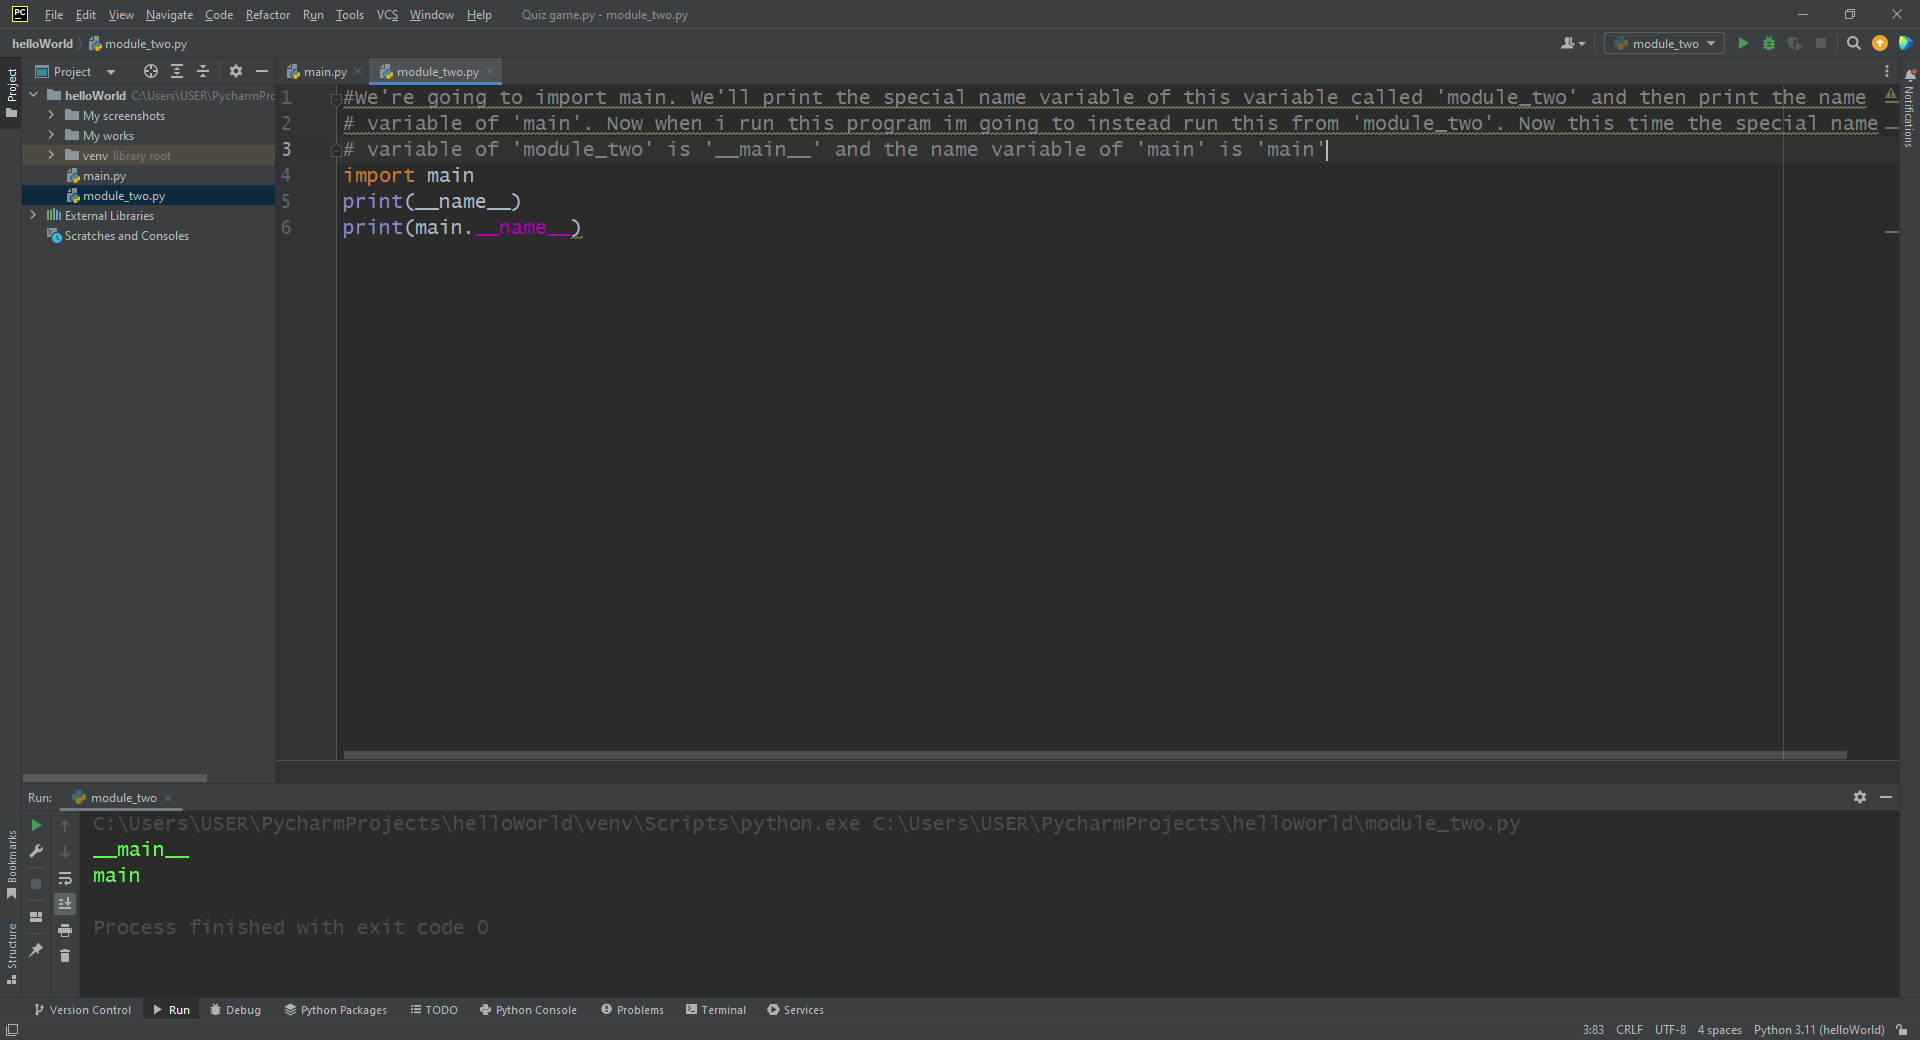 PC File Edit View Navigate Code Refactor Run Tools VCS Window Help Quiz game.py - module_two.py
helloWorld module_two.py module_two
Project main.py module_two.py
Project
helloWorld C:\Users\USER\PycharmPrc
My screenshots
My works
venv library root
main.py
module_two.py
External Libraries
Scratches and Consoles
1 #We're going to import main. We'll print the special name variable of this variable called 'module_two' and then print the name
2 # variable of 'main'. Now when i run this program im going to instead run this from 'module_two'. Now this time the special name
3 # variable of 'module_two' is '__main__' and the name variable of 'main' is 'main'
4 import main
5 print(__name__)
6 print(main.__name__)
Notifications
Run: module_two
C:\Users\USER\PycharmProjects\helloWorld\venv\Scripts\python.exe C:\Users\USER\PycharmProjects\helloWorld\module_two.py
__main__
main
Process finished with exit code 0
Bookmarks
Structure
Version Control Run Debug Python Packages TODO Python Console Problems Terminal Services
3:83 CRLF UTF-8 4 spaces Python 3.11 (helloWorld)